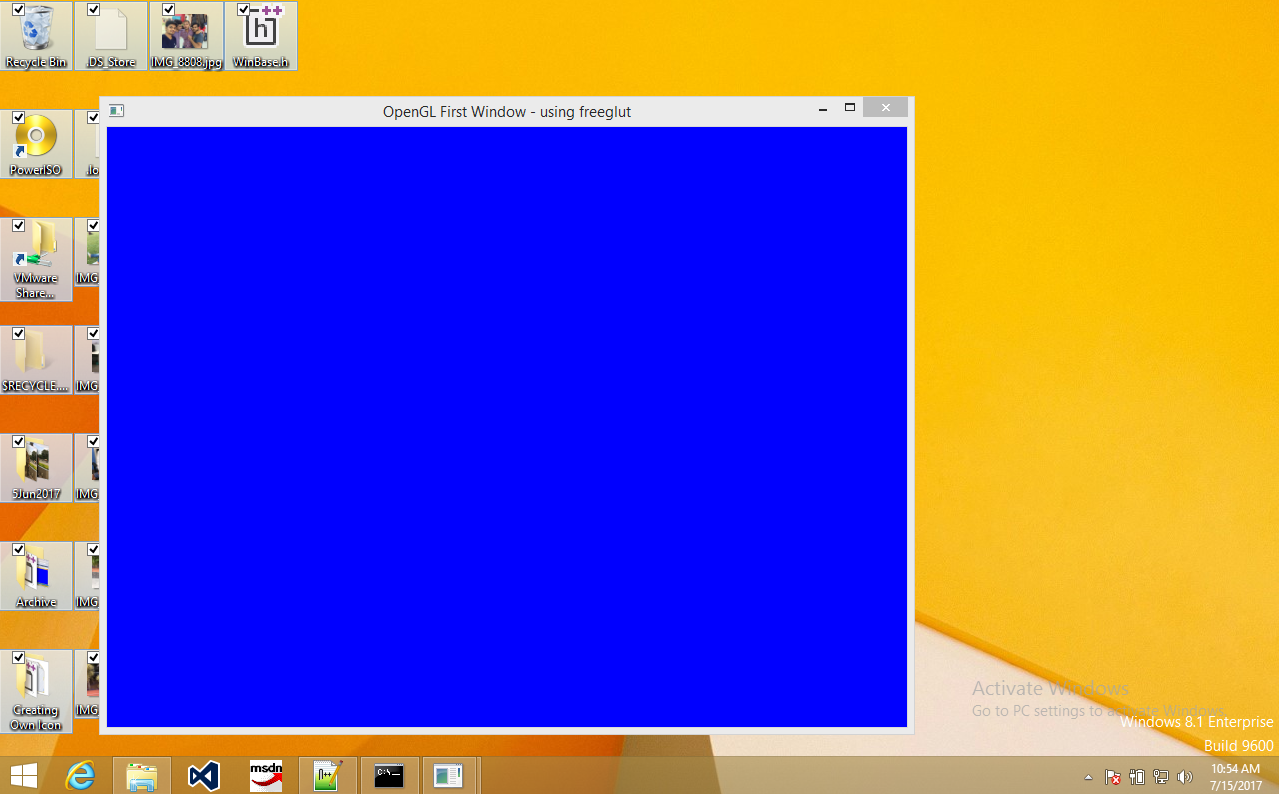 Recycle Bin
.DS_Store
IMG_8808.jpg
WinBase.h
OpenGL First Window - using freeglut
PowerISO
.lo
VMware
Share...
IMG
SRECYCLE....
IMG
5Jun2017
IMG
Archive
IMG
Creating
Own Icon
IMG
Activate Windows
Go to PC settings to activate Windows.
Windows 8.1 Enterprise
Build 9600
msdn
n++
C:\
10:54 AM
7/15/2017